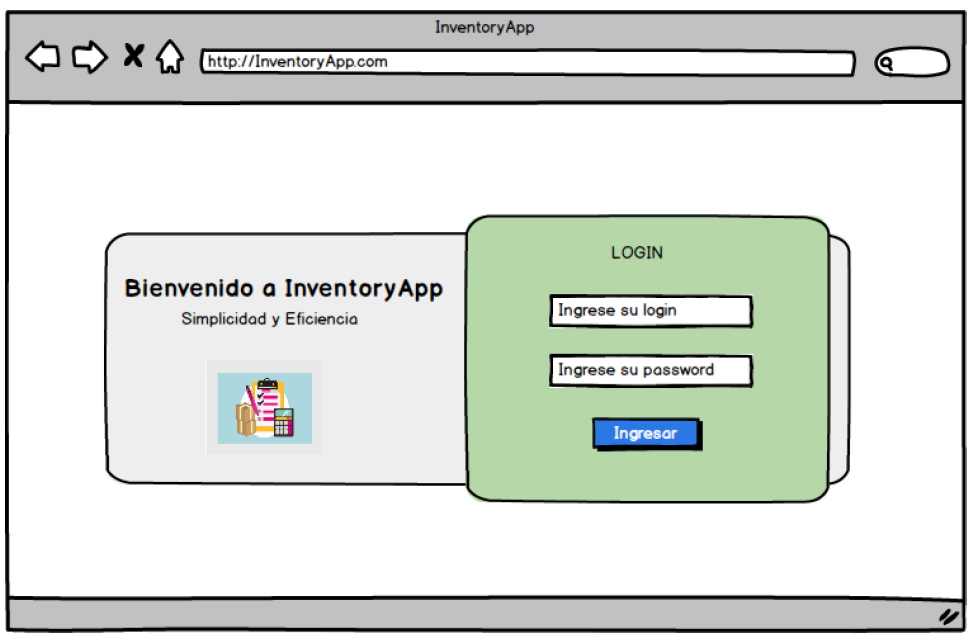 InventoryApp
http://InventoryApp.com
Bienvenido a InventoryApp
Simplicidad y Eficiencia
LOGIN
Ingrese su login
Ingrese su password
Ingresar